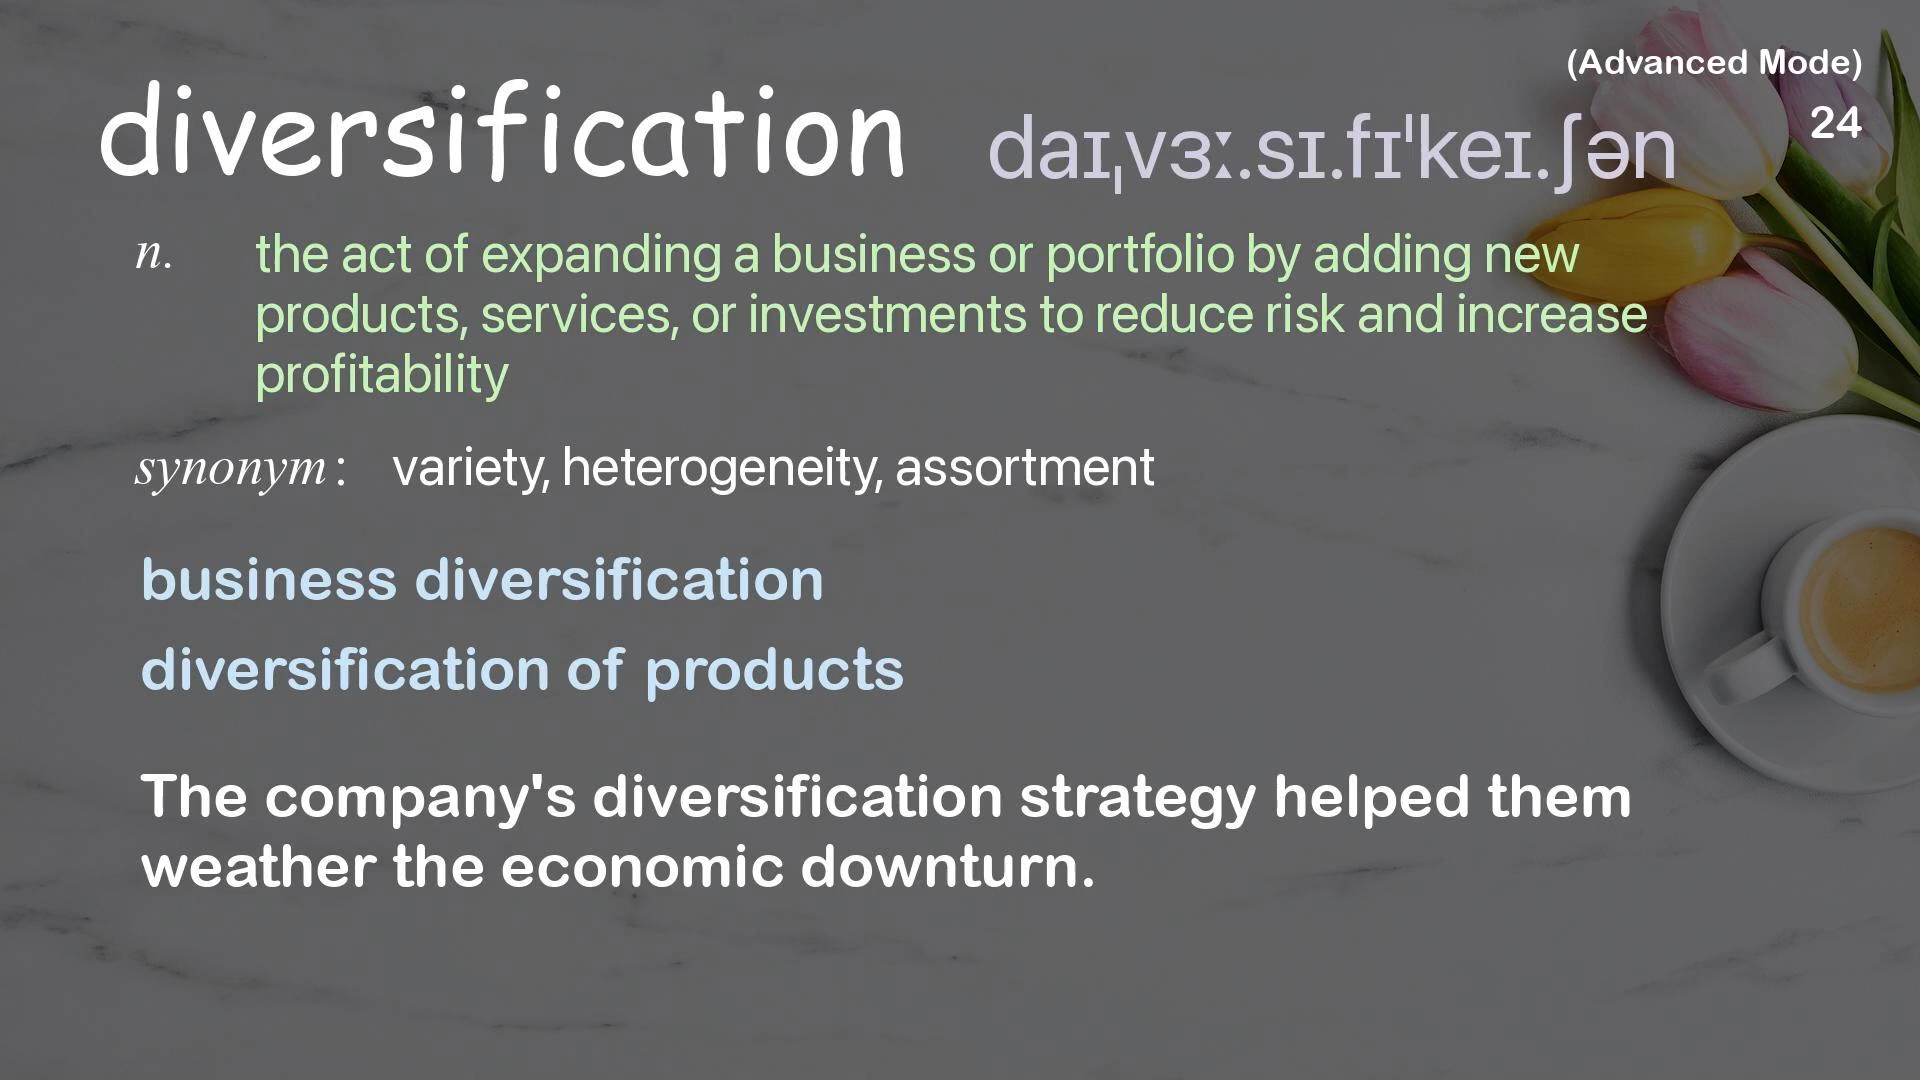 (Advanced Mode)
24
diversification daɪˌvɜː.sɪ.fɪˈkeɪ.ʃən
n. the act of expanding a business or portfolio by adding new
products, services, or investments to reduce risk and increase
profitability
synonym: variety, heterogeneity, assortment
business diversification
diversification of products
The company's diversification strategy helped them
weather the economic downturn.